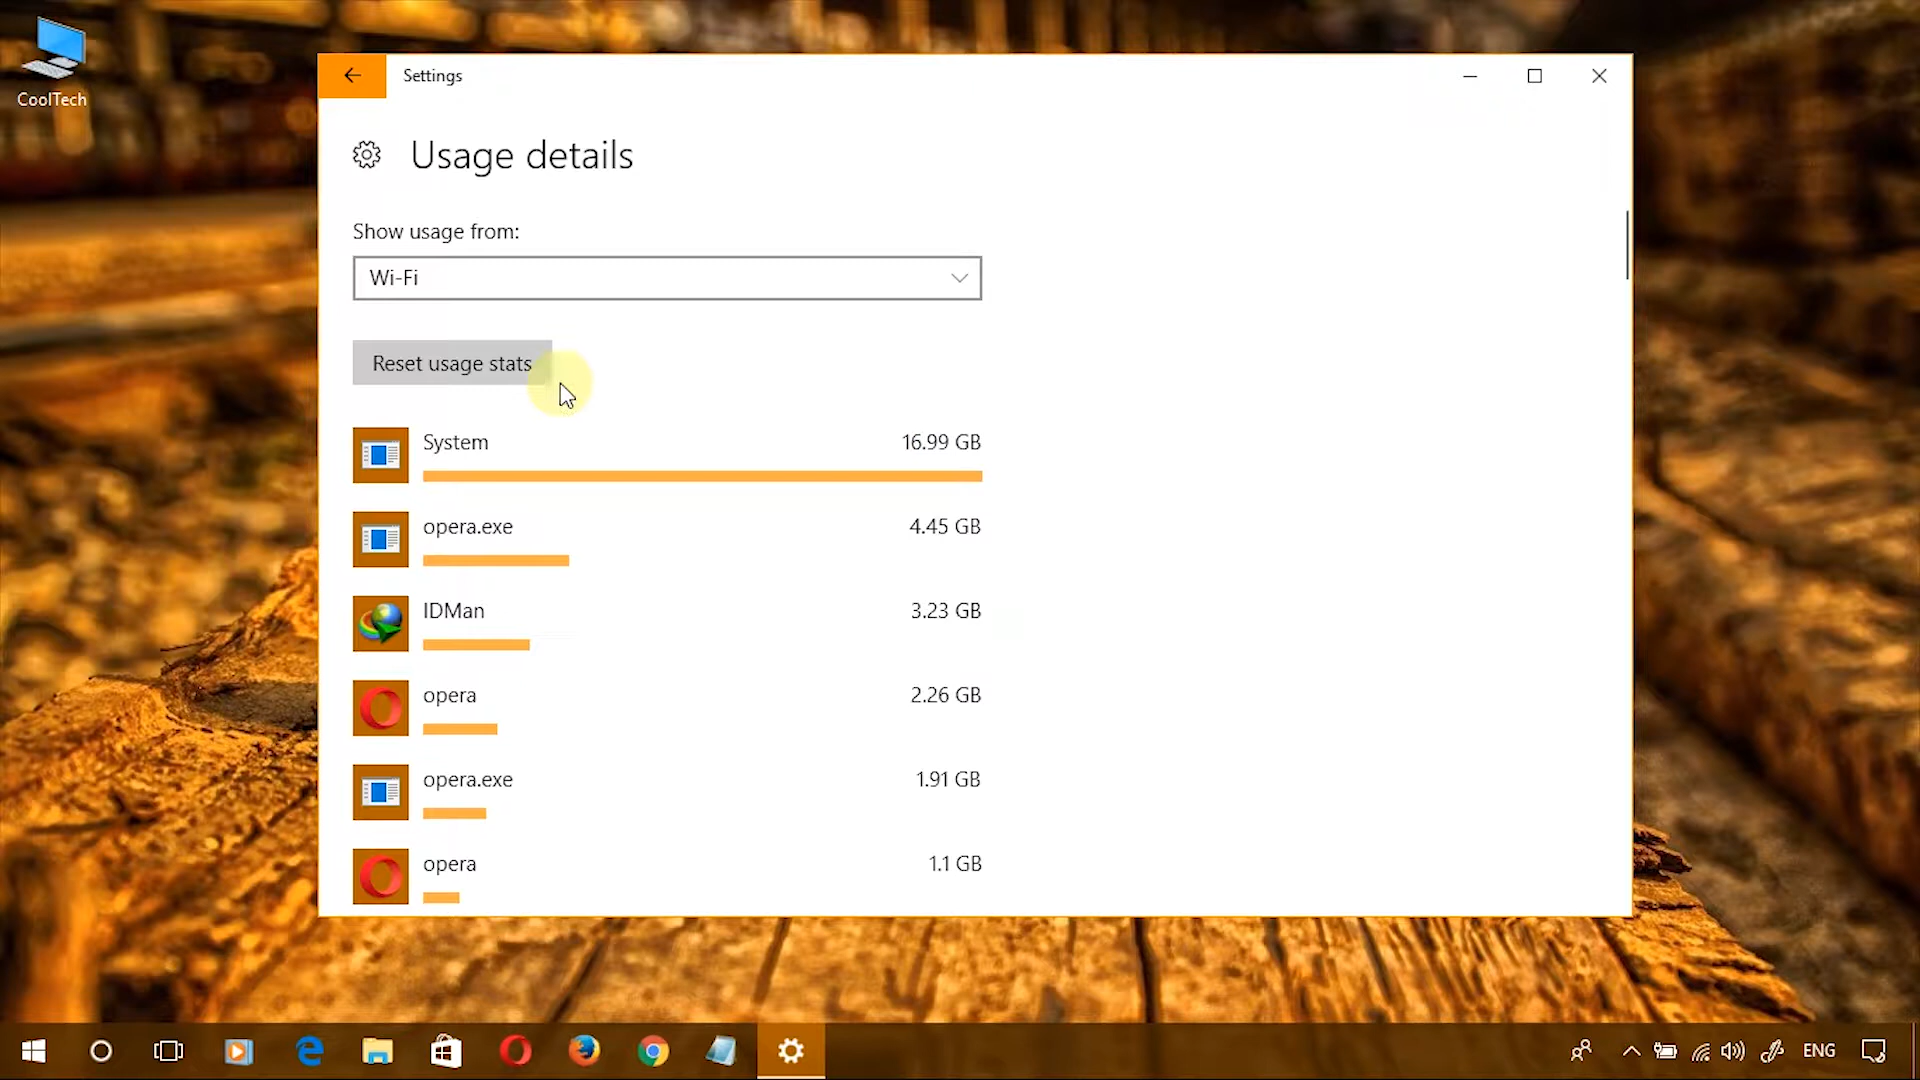 CoolTech
Settings
Usage details
Show usage from:
Wi-Fi
Reset usage stats
System 16.99 GB
opera.exe 4.45 GB
IDMan 3.23 GB
opera 2.26 GB
opera.exe 1.91 GB
opera 1.1 GB
ENG